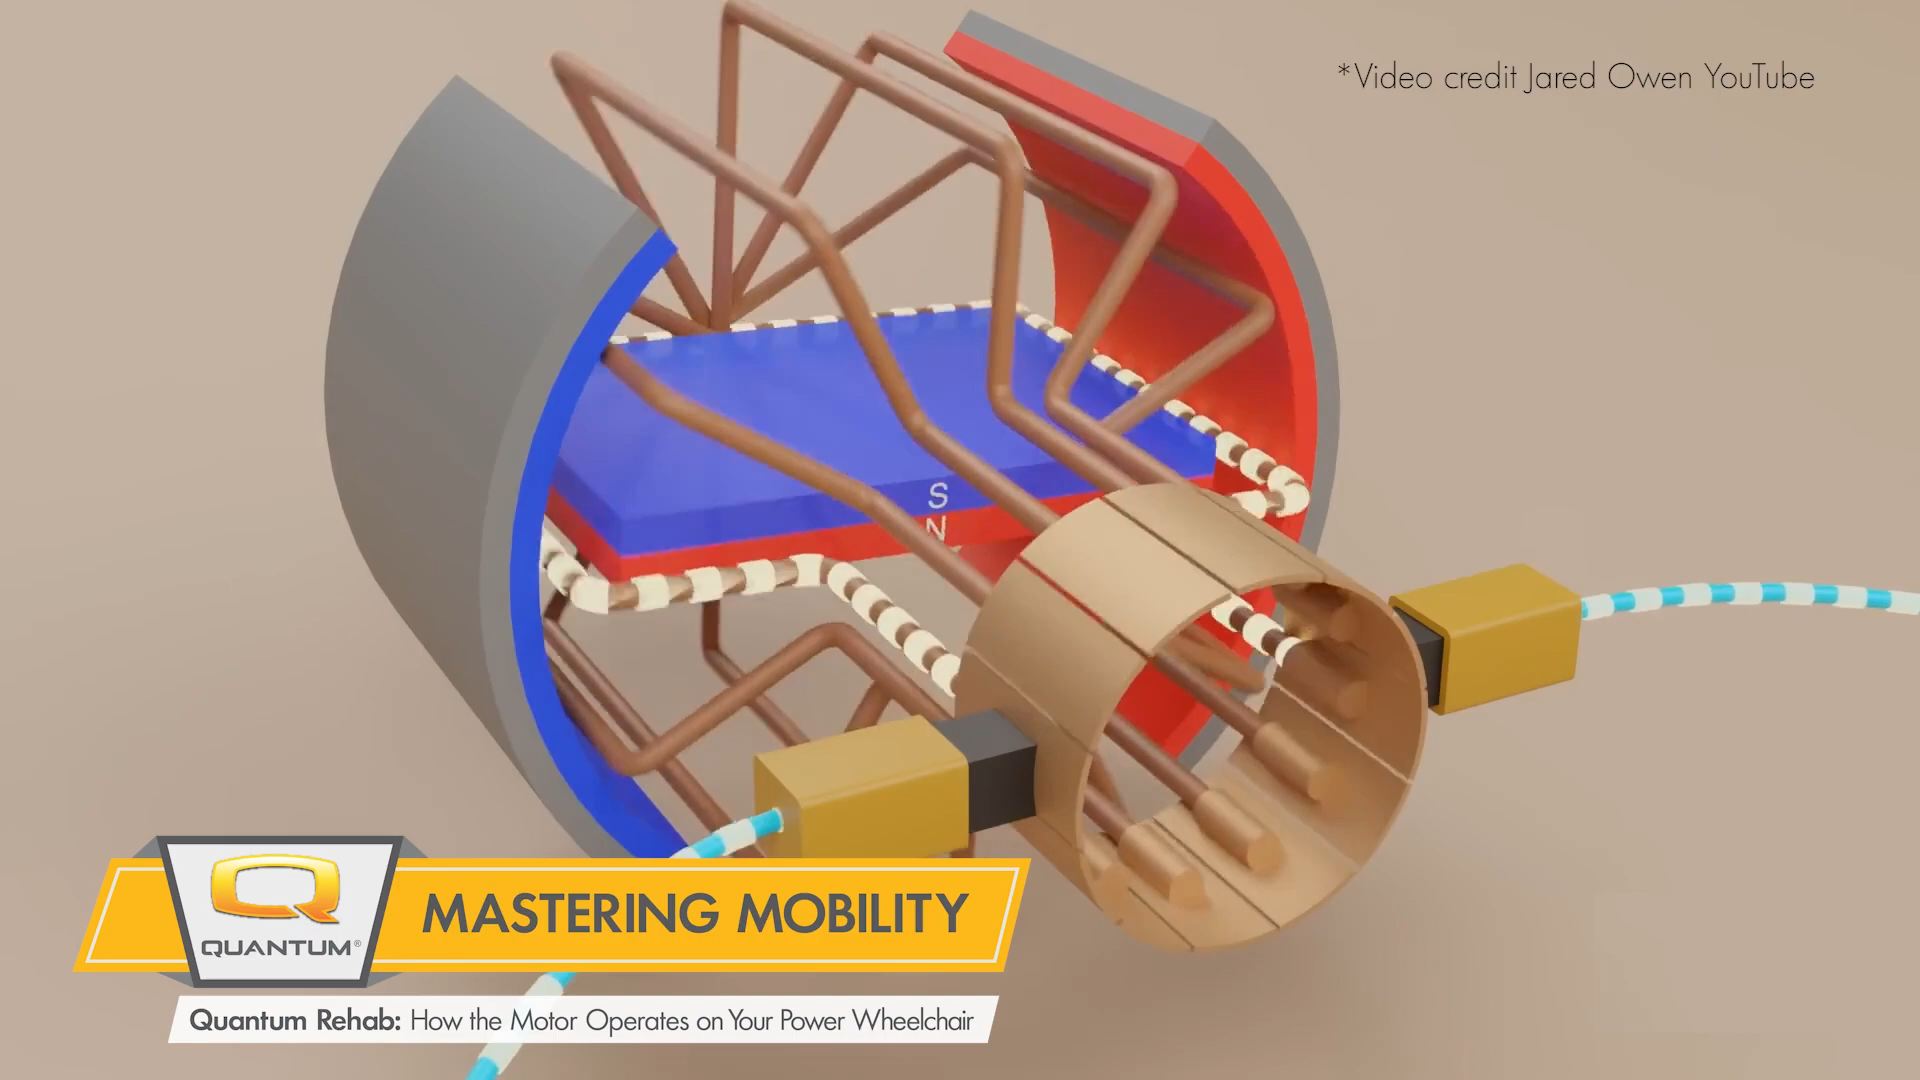 *Video credit Jared Owen YouTube
S
N
MASTERING MOBILITY
QUANTUM®
Quantum Rehab: How the Motor Operates on Your Power Wheelchair